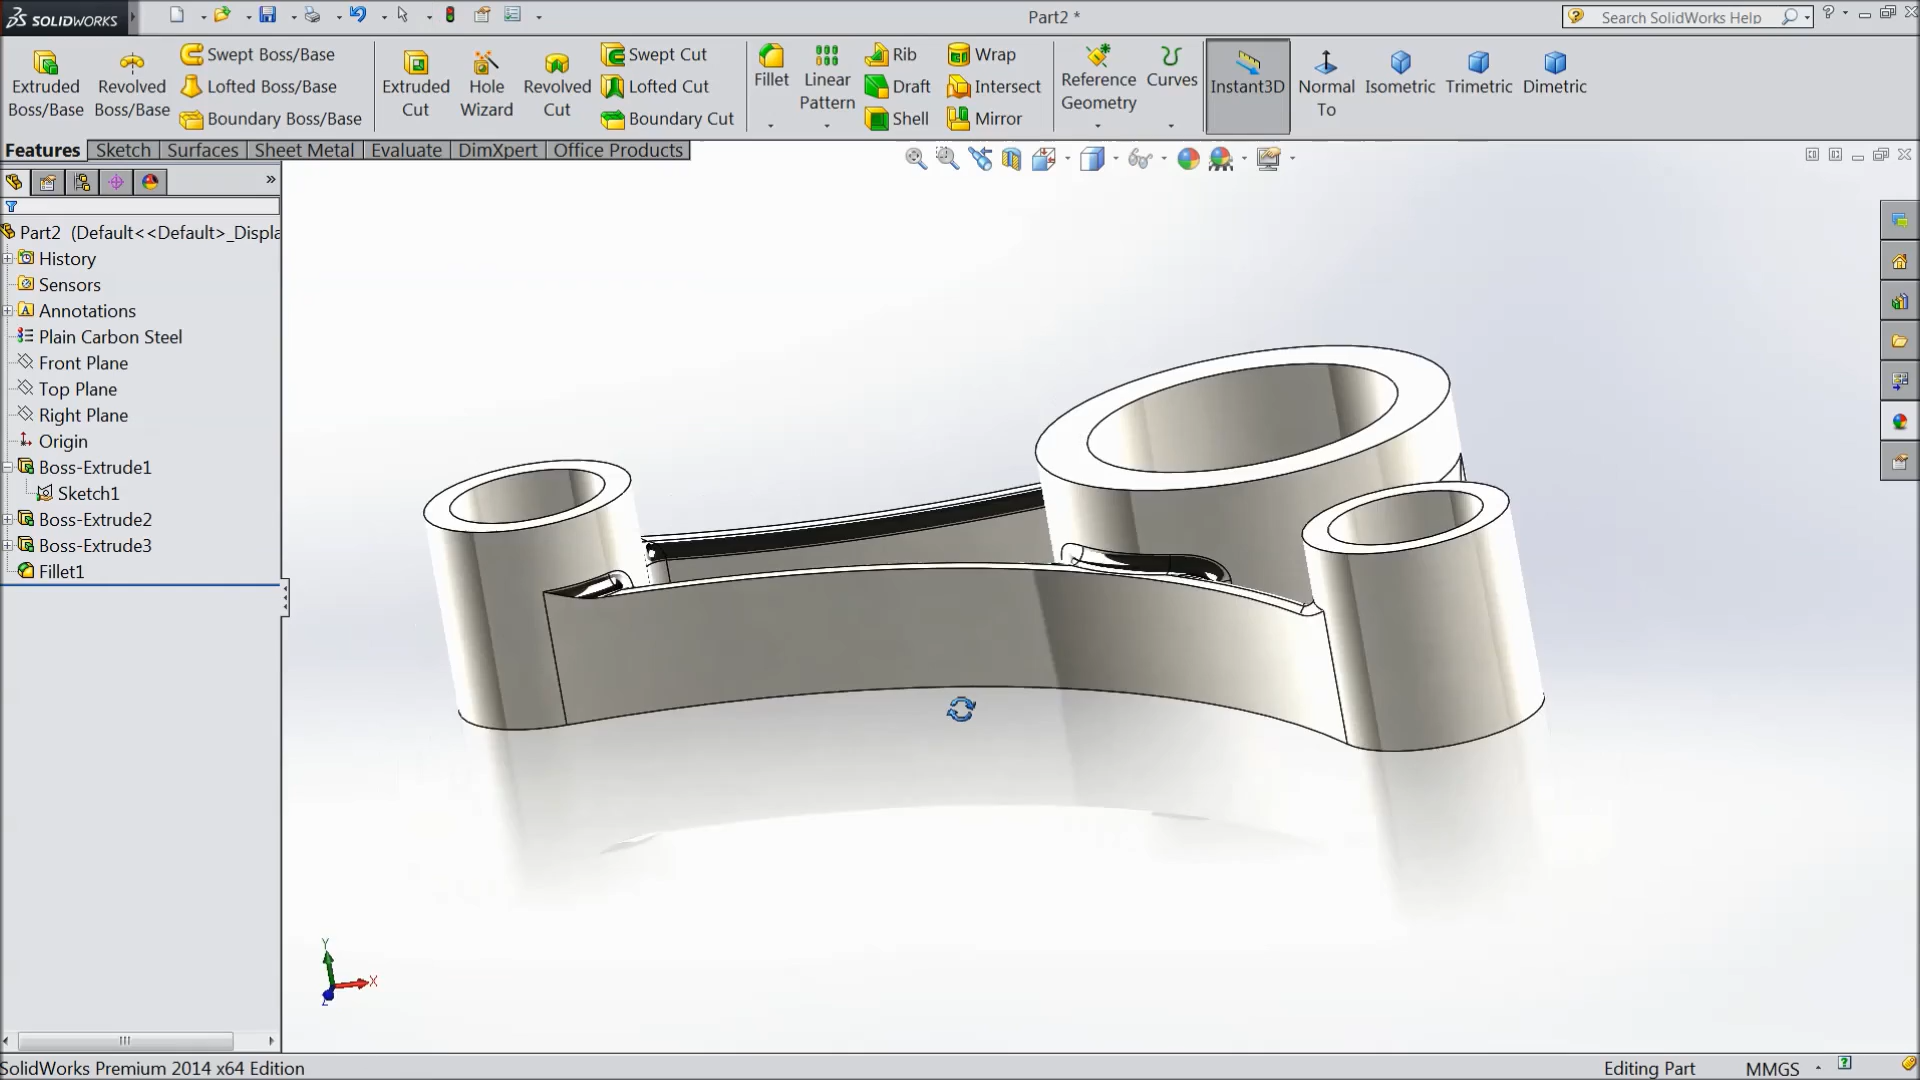 SOLIDWORKS
Part2 *
Search SolidWorks Help
Extruded Boss/Base
Revolved Boss/Base
Swept Boss/Base
Lofted Boss/Base
Boundary Boss/Base
Extruded Cut
Hole Wizard
Revolved Cut
Swept Cut
Lofted Cut
Boundary Cut
Fillet
Linear Pattern
Rib
Draft
Shell
Wrap
Intersect
Mirror
Reference Geometry
Curves
Instant3D
Normal To
Isometric
Trimetric
Dimetric
Features
Sketch
Surfaces
Sheet Metal
Evaluate
DimXpert
Office Products
Part2 (Default<<Default>_Displa
History
Sensors
Annotations
Plain Carbon Steel
Front Plane
Top Plane
Right Plane
Origin
Boss-Extrude1
Sketch1
Boss-Extrude2
Boss-Extrude3
Fillet1
Y
X
Z
SolidWorks Premium 2014 x64 Edition
Editing Part
MMGS